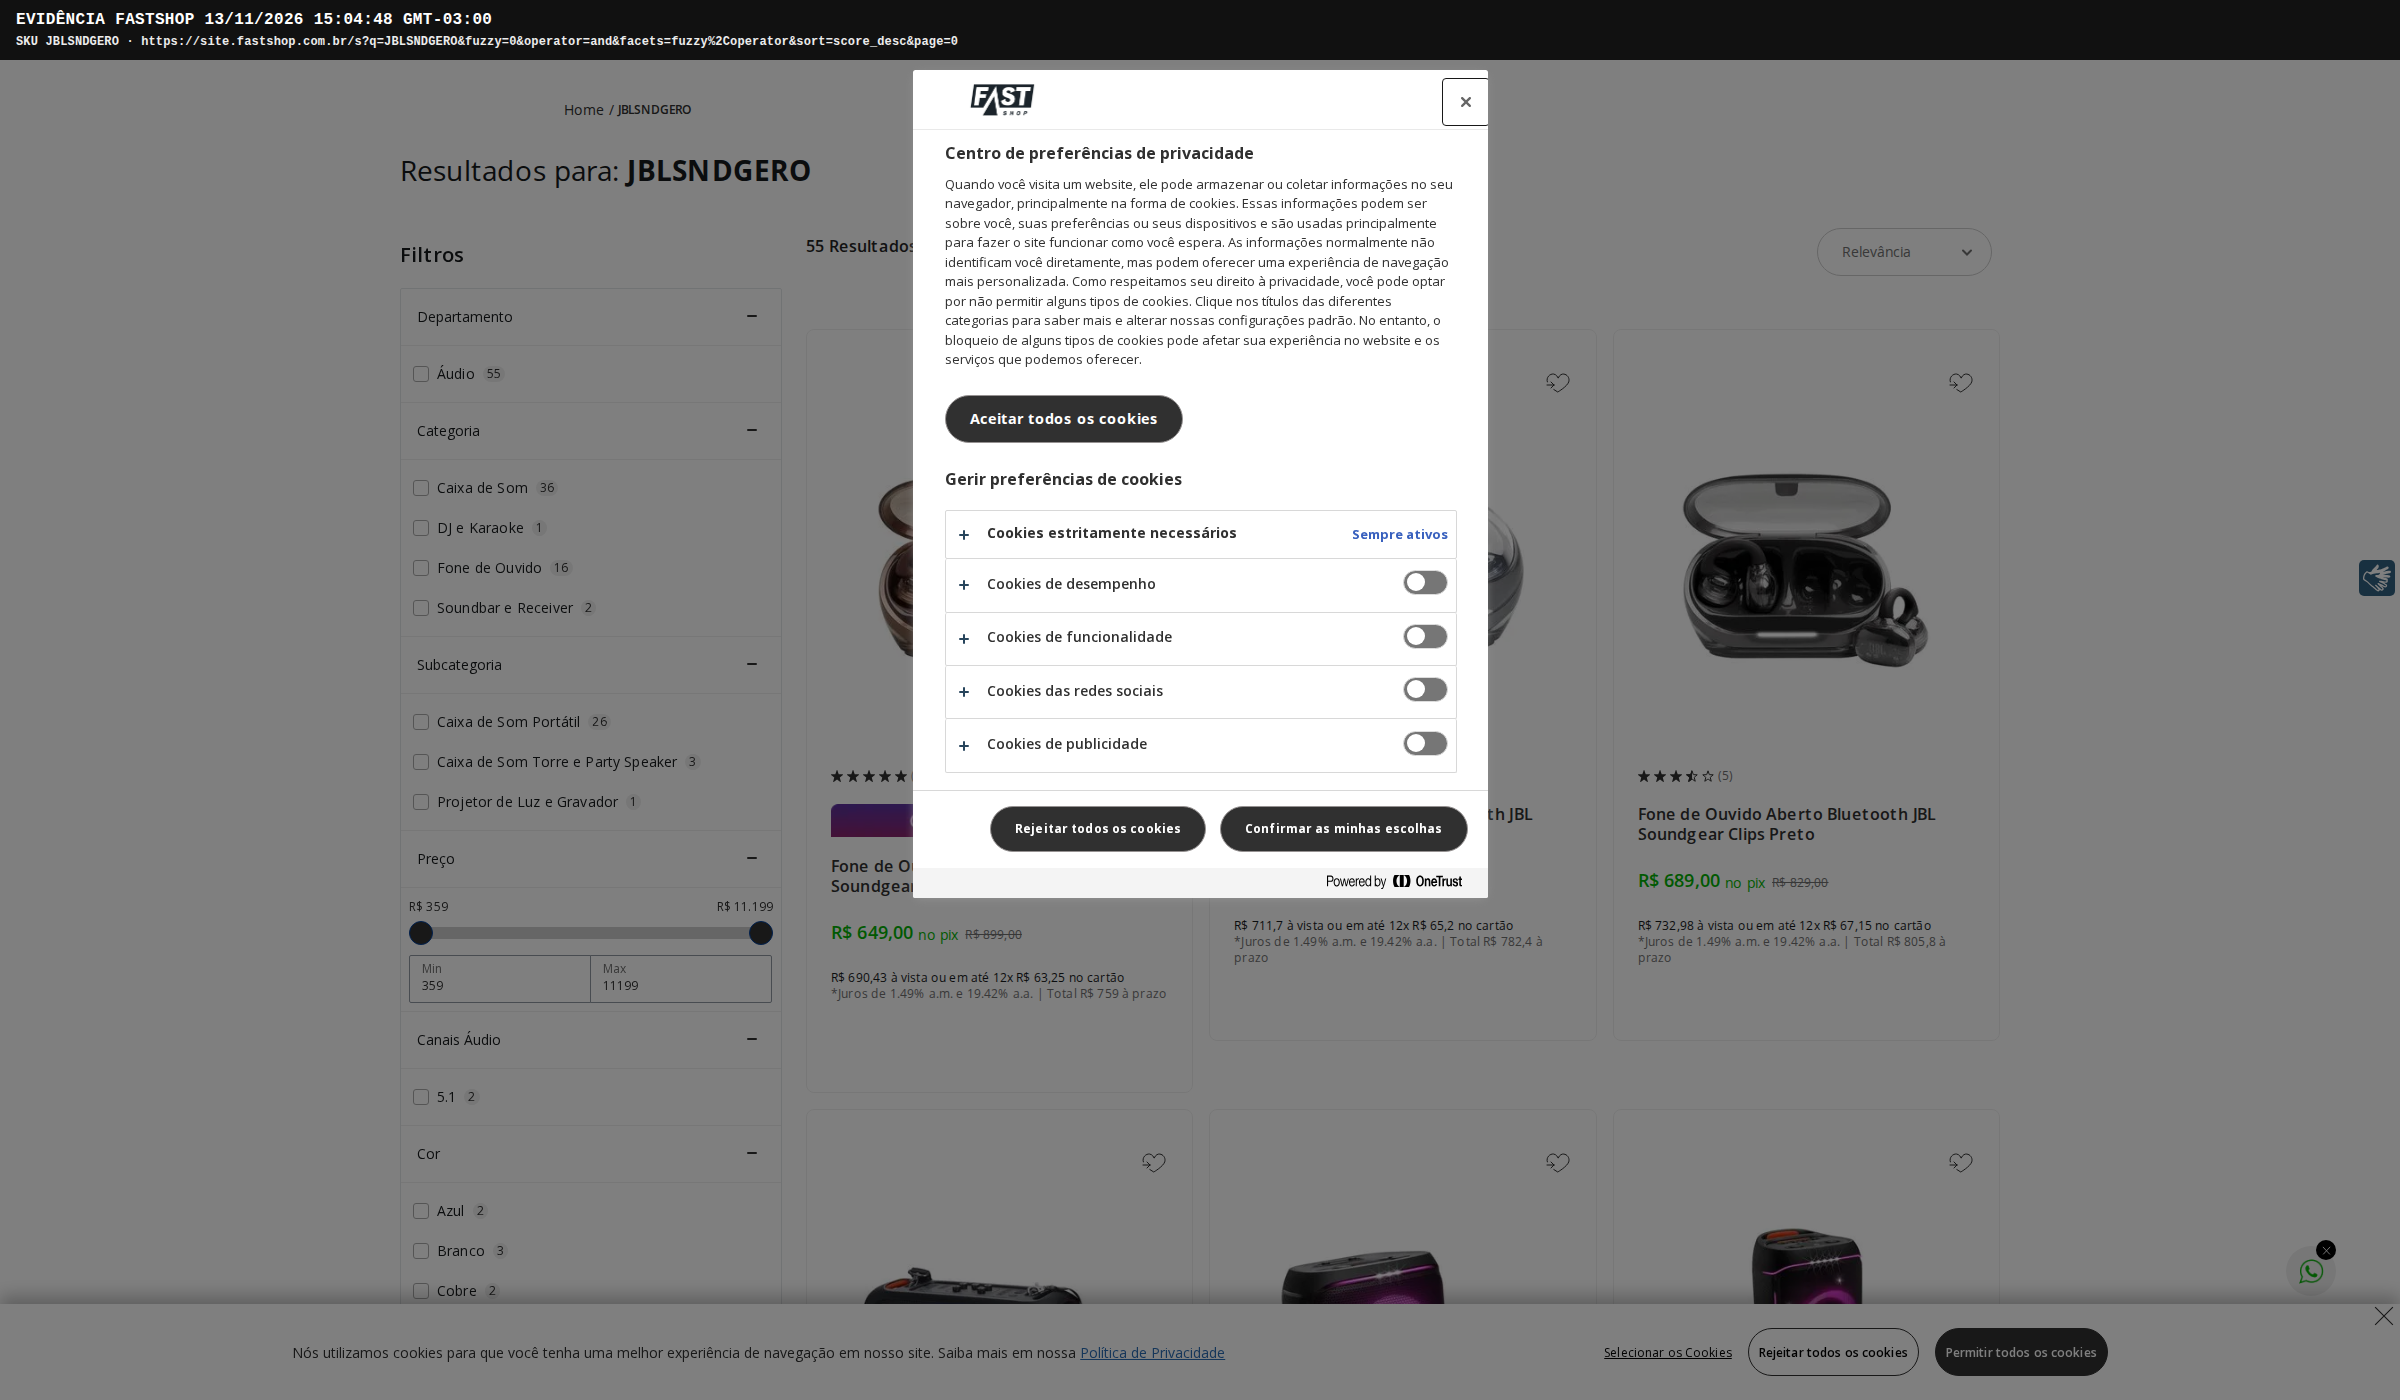 EVIDÊNCIA FASTSHOP 13/11/2026 15:04:48 GMT-03:00
SKU JBLSNDGERO · https://site.fastshop.com.br/s?q=JBLSNDGERO&fuzzy=0&operator=and&facets=fuzzy%2Coperator&sort=score_desc&page=0
Home / JBLSNDGERO
Resultados para: JBLSNDGERO
Filtros
Departamento
Áudio 55
Categoria
Caixa de Som 36
DJ e Karaoke 1
Fone de Ouvido 16
Soundbar e Receiver 2
Subcategoria
Caixa de Som Portátil 26
Caixa de Som Torre e Party Speaker 3
Projetor de Luz e Gravador 1
Preço
R$ 359 R$ 11.199
Min
359
Max
11199
Canais Áudio
5.1 2
Cor
Azul 2
Branco 3
Cobre 2
55 Resultados
Relevância
FAST
SHOP
Centro de preferências de privacidade
Quando você visita um website, ele pode armazenar ou coletar informações no seu
navegador, principalmente na forma de cookies. Essas informações podem ser
sobre você, suas preferências ou seus dispositivos e são usadas principalmente
para fazer o site funcionar como você espera. As informações normalmente não
identificam você diretamente, mas podem oferecer uma experiência de navegação
mais personalizada. Como respeitamos seu direito à privacidade, você pode optar
por não permitir alguns tipos de cookies. Clique nos títulos das diferentes
categorias para saber mais e alterar nossas configurações padrão. No entanto, o
bloqueio de alguns tipos de cookies pode afetar sua experiência no website e os
serviços que podemos oferecer.
Aceitar todos os cookies
Gerir preferências de cookies
Cookies estritamente necessários Sempre ativos
Cookies de desempenho
Cookies de funcionalidade
Cookies das redes sociais
Cookies de publicidade
Rejeitar todos os cookies Confirmar as minhas escolhas
Powered by OneTrust
Fone de
Soundgear
R$ 649,00 no pix R$ 899,00
R$ 690,43 à vista ou em até 12x R$ 63,25 no cartão
*Juros de 1.49% a.m. e 19.42% a.a. | Total R$ 759 à prazo
JBL
R$ 711,7 à vista ou em até 12x R$ 65,2 no cartão
*Juros de 1.49% a.m. e 19.42% a.a. | Total R$ 782,4 à
prazo
(5)
Fone de Ouvido Aberto Bluetooth JBL
Soundgear Clips Preto
R$ 689,00 no pix R$ 829,00
R$ 732,98 à vista ou em até 12x R$ 67,15 no cartão
*Juros de 1.49% a.m. e 19.42% a.a. | Total R$ 805,8 à
prazo
Nós utilizamos cookies para que você tenha uma melhor experiência de navegação em nosso site. Saiba mais em nossa Política de Privacidade
Selecionar os Cookies Rejeitar todos os cookies Permitir todos os cookies